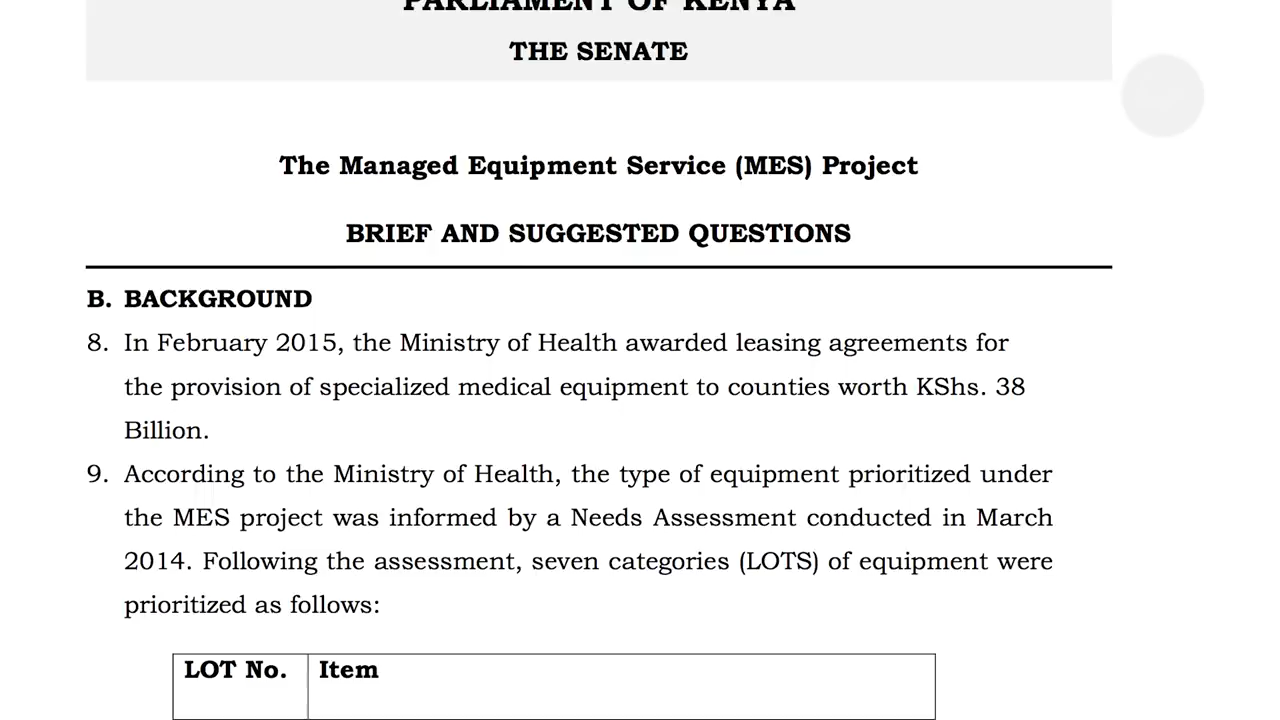 PARLIAMENT OF KENYA
THE SENATE
The Managed Equipment Service (MES) Project
BRIEF AND SUGGESTED QUESTIONS
B. BACKGROUND
8. In February 2015, the Ministry of Health awarded leasing agreements for
the provision of specialized medical equipment to counties worth KShs. 38
Billion.
9. According to the Ministry of Health, the type of equipment prioritized under
the MES project was informed by a Needs Assessment conducted in March
2014. Following the assessment, seven categories (LOTS) of equipment were
prioritized as follows:
LOT No. Item